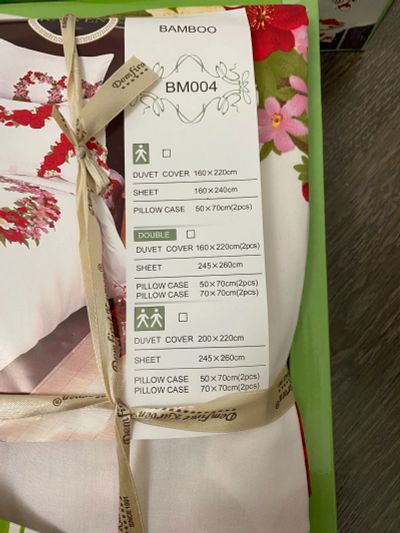 BAMBOO
BM004
DUVET COVER 160×220cm
SHEET 160×240cm
PILLOW CASE 50×70cm(2pcs)
DOUBLE
DUVET COVER 160×220cm(2pcs)
SHEET 245×260cm
PILLOW CASE 50×70cm(2pcs)
PILLOW CASE 70×70cm(2pcs)
DUVET COVER 200×220cm
SHEET 245×260cm
PILLOW CASE 50×70cm(2pcs)
PILLOW CASE 70×70cm(2pcs)
SINCE1991